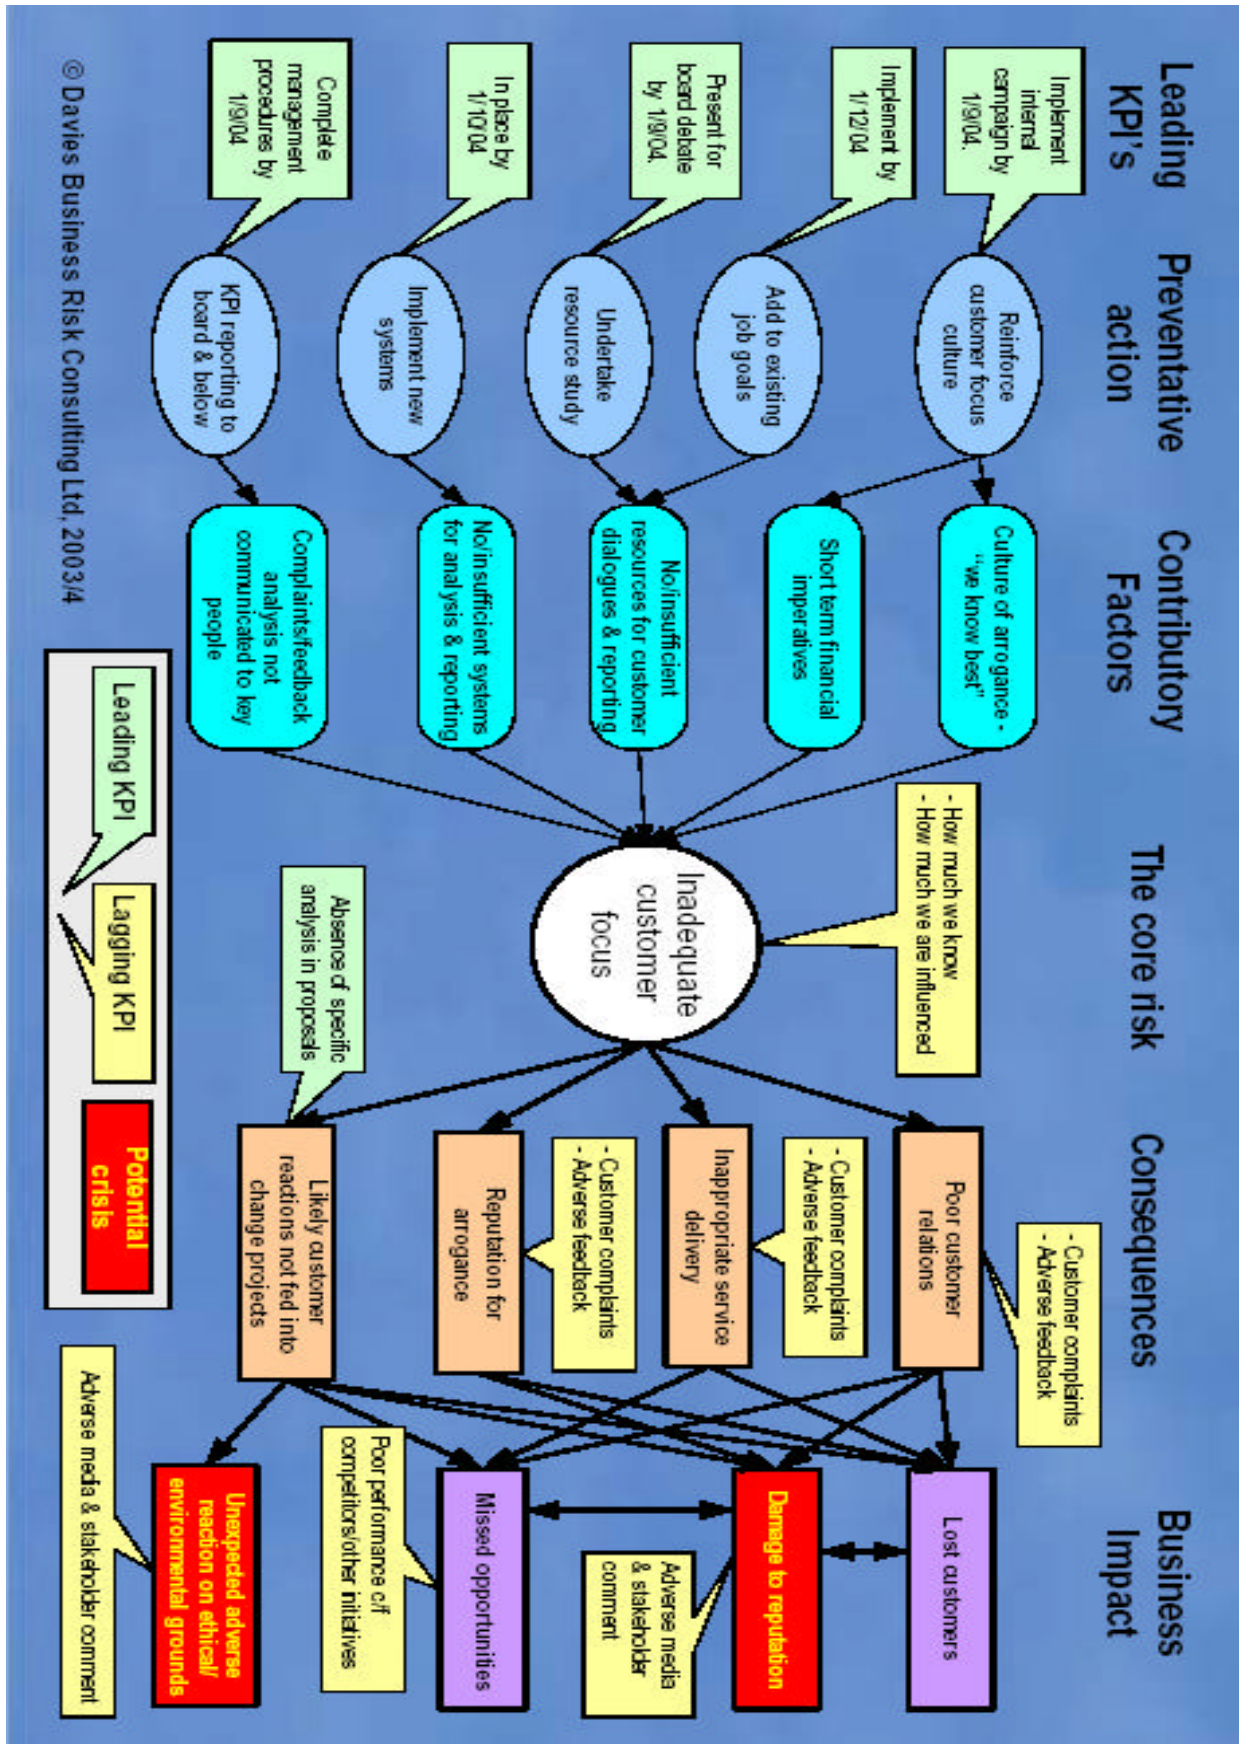 Leading
KPI's
Preventative
action
Contributory
Factors
The core risk
Consequences
Business
Impact
Implement
internal
campaign by
1/9/04.
Implement by
1/12/04
Present for
board debate
by 1/9/04.
In place by
1/10/04
Complete
management
procedures by
1/9/04
Reinforce
customer focus
culture
Add to existing
job goals
Undertake
resource study
Implement new
systems
KPI reporting to
board & below
Culture of arrogance -
"we know best"
Short term financial
imperatives
No/insufficient
resources for customer
dialogues & reporting
No/insufficient systems
for analysis & reporting
Complaints/feedback
analysis not
communicated to key
people
- How much we know
- How much we are influenced
Inadequate
customer
focus
Absence of specific
analysis in proposals
- Customer complaints
- Adverse feedback
Poor customer
relations
- Customer complaints
- Adverse feedback
Inappropriate service
delivery
- Customer complaints
- Adverse feedback
Reputation for
arrogance
Likely customer
reactions not fed into
change projects
Lost customers
Damage to reputation
Adverse media
& stakeholder
comment
Missed opportunities
Poor performance c/f
competitors/other initiatives
Unexpected adverse
reaction on ethical/
environmental grounds
Adverse media & stakeholder comment
Leading KPI
Lagging KPI
Potential
crisis
© Davies Business Risk Consulting Ltd, 2003/4